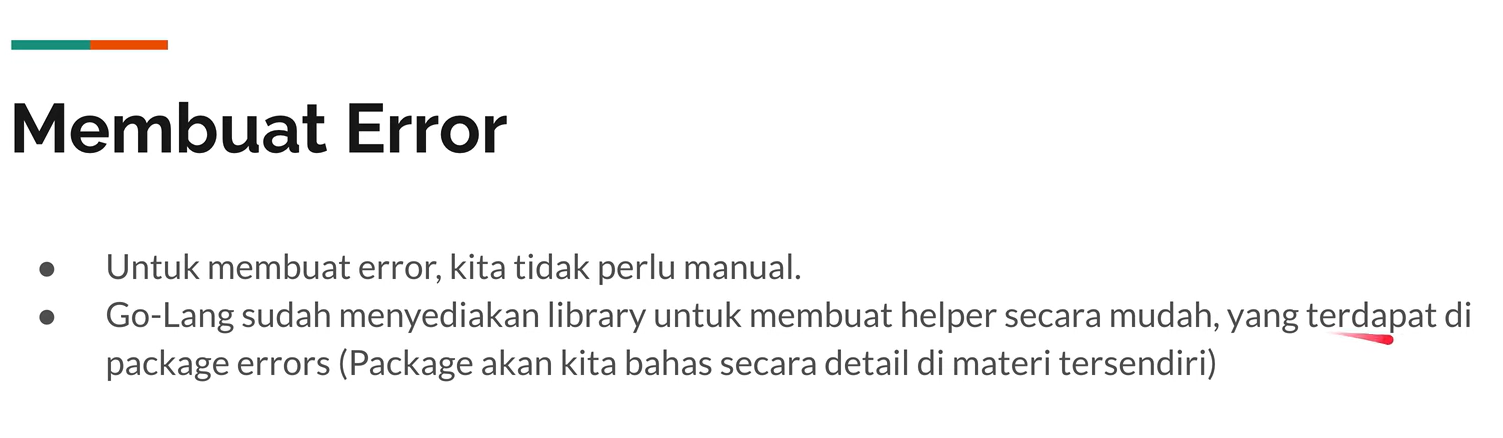 Membuat Error
● Untuk membuat error, kita tidak perlu manual.
● Go-Lang sudah menyediakan library untuk membuat helper secara mudah, yang terdapat di
package errors (Package akan kita bahas secara detail di materi tersendiri)